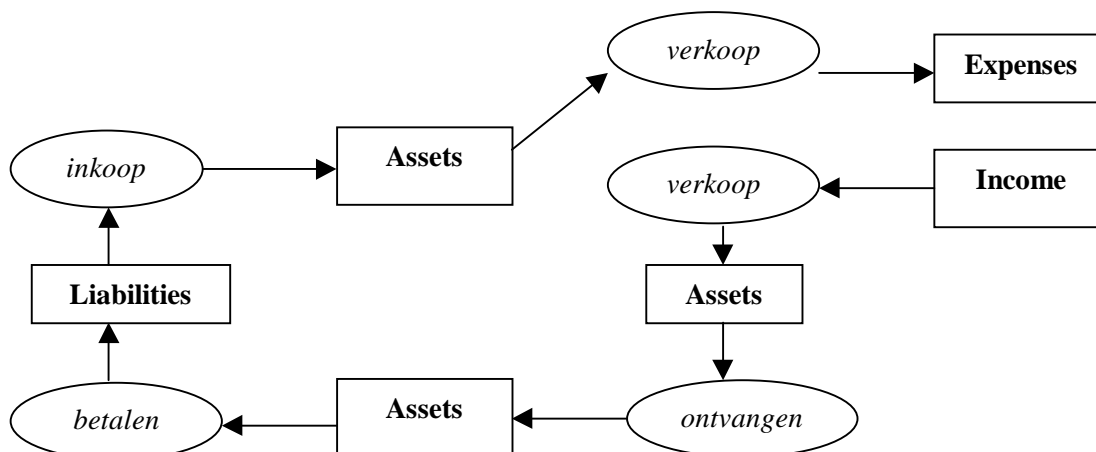 verkoop
Expenses
inkoop
Assets
verkoop
Income
Liabilities
Assets
betalen
Assets
ontvangen